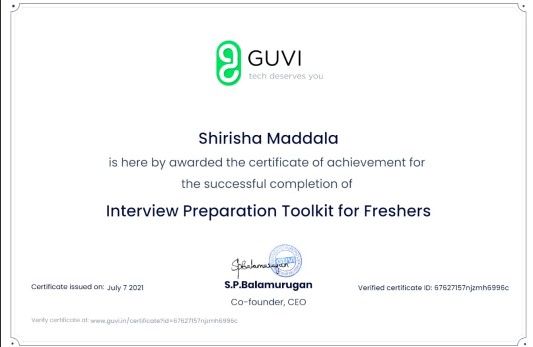 GUVI
tech deserves you
Shirisha Maddala
is here by awarded the certificate of achievement for
the successful completion of
Interview Preparation Toolkit for Freshers
SpBalamurugan
S.P.Balamurugan
Co-founder, CEO
Certificate issued on: July 7 2021
Verified certificate ID: 67627157njzmh6996c
Verify certificate at: www.guvi.in/certificate?id=67627157njzmh6996c